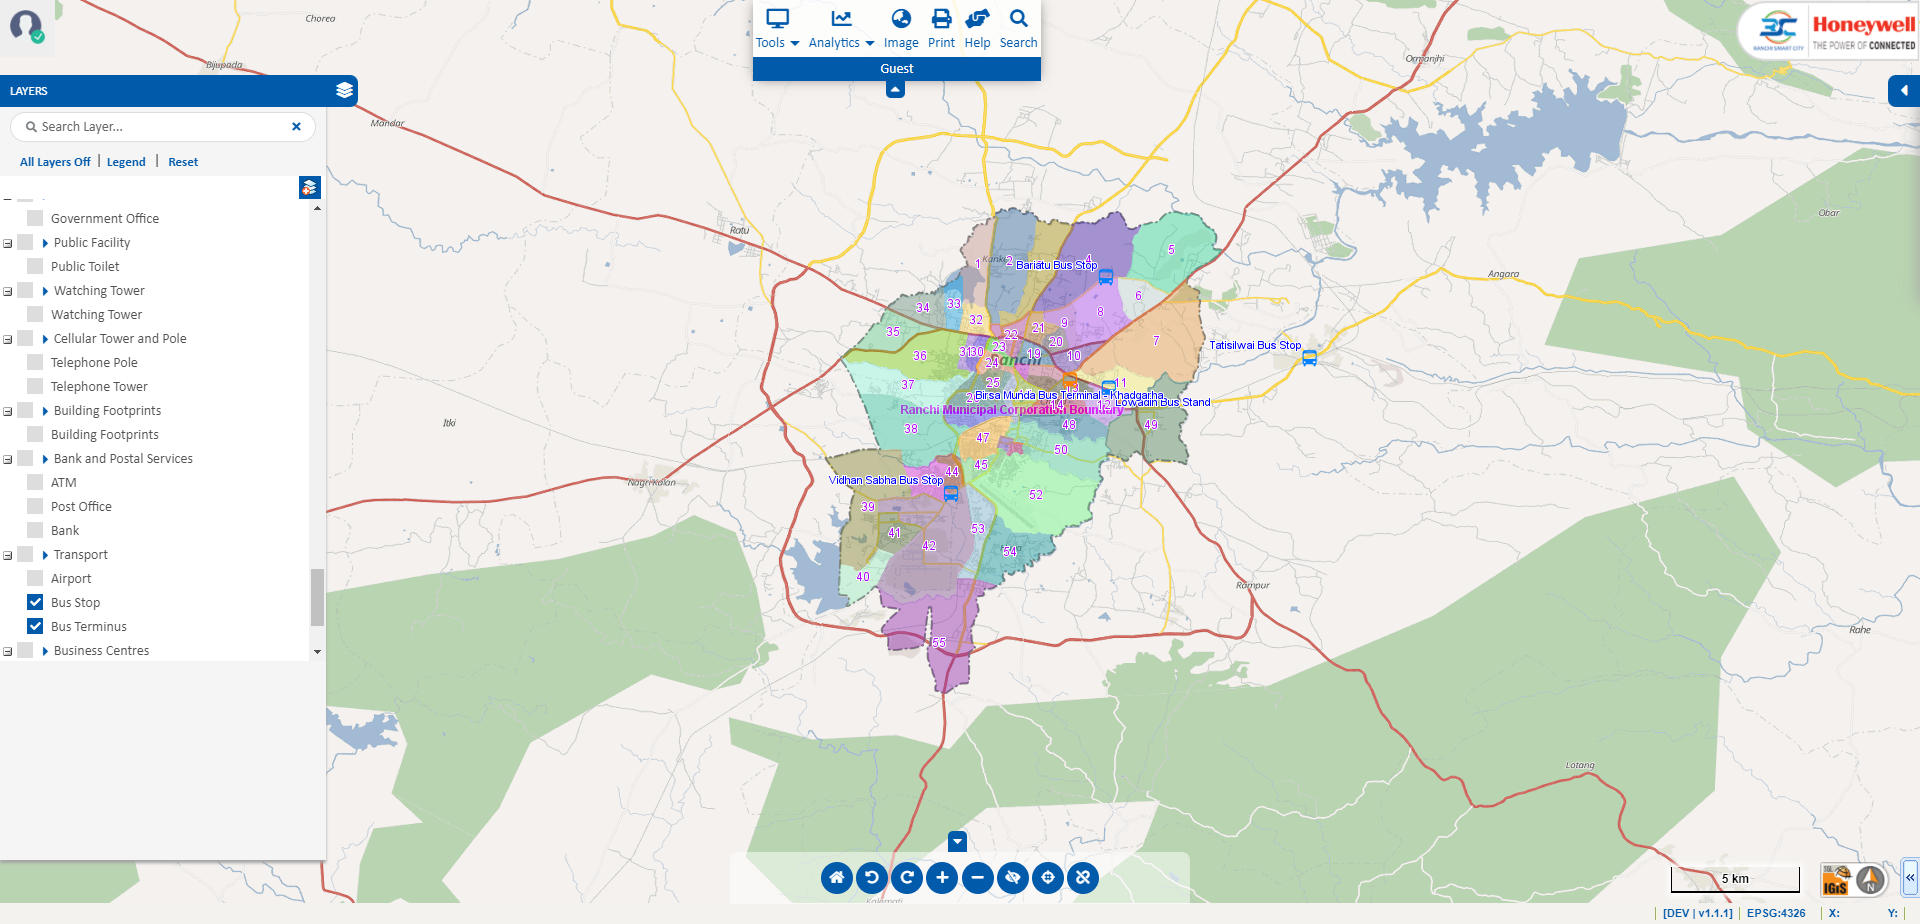 Tools
Analytics
Image
Print
Help
Search
Guest
RANCHI SMART CITY
Honeywell
THE POWER OF CONNECTED
LAYERS
Search Layer...
All Layers Off | Legend | Reset
Government Office
Public Facility
Public Toilet
Watching Tower
Watching Tower
Cellular Tower and Pole
Telephone Pole
Telephone Tower
Building Footprints
Building Footprints
Bank and Postal Services
ATM
Post Office
Bank
Transport
Airport
Bus Stop
Bus Terminus
Business Centres
Chorea
Bijupada
Mandar
Ormanjhi
Ratu
Obar
Angara
Itki
Nagri Kalan
Rampur
Rahe
Lotang
Kalamati
1
2
4
5
Bariatu Bus Stop
6
34
33
32
35
22
21
9
8
7
36
31
30
23
20
19
10
Tatisilwai Bus Stop
24
37
25
11
Birsa Munda Bus Terminal - Khadgarha
Lowadih Bus Stand
Ranchi Municipal Corporation Boundary
14
12
38
47
48
49
50
45
44
Vidhan Sabha Bus Stop
52
39
41
42
53
54
40
55
5 km
IGiS
N
[DEV | v1.1.1]
EPSG:4326
X:
Y: